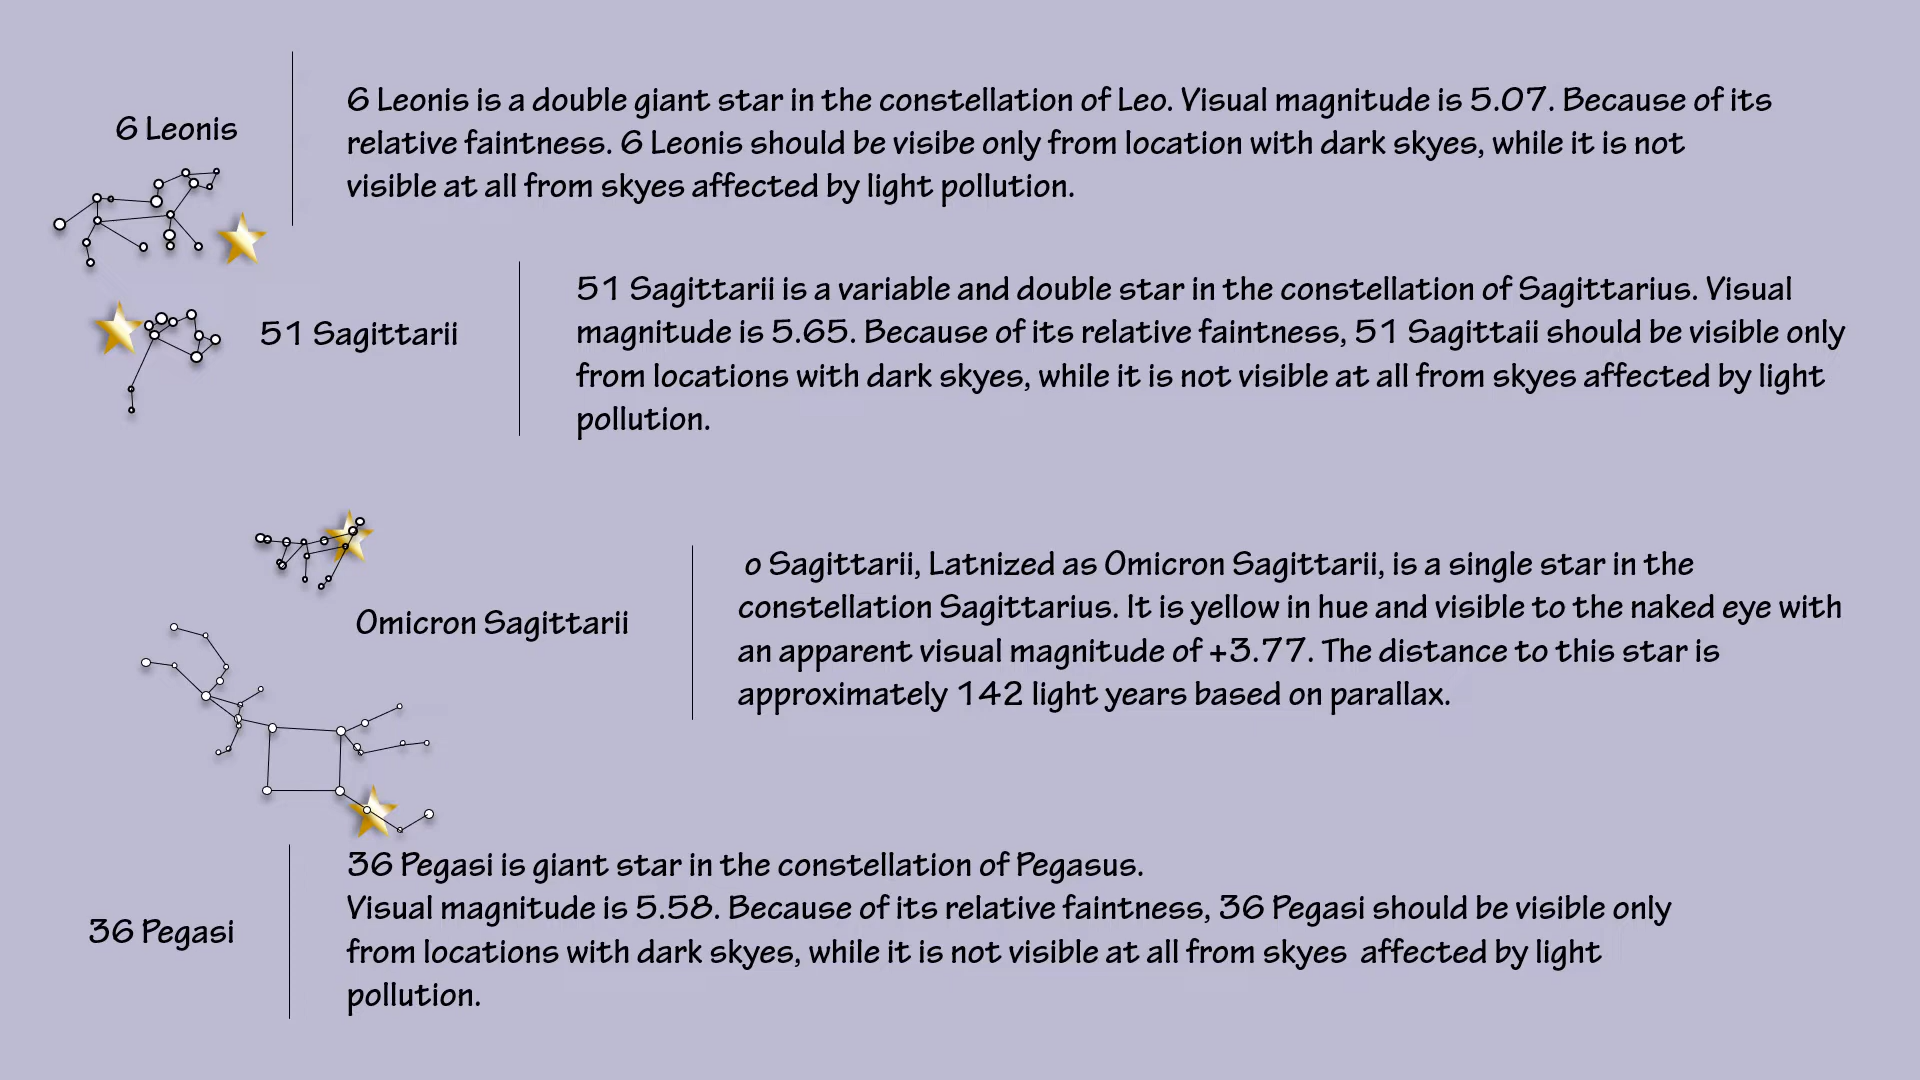 6 Leonis
6 Leonis is a double giant star in the constellation of Leo. Visual magnitude is 5.07. Because of its
relative faintness. 6 Leonis should be visibe only from location with dark skyes, while it is not
visible at all from skyes affected by light pollution.
51 Sagittarii
51 Sagittarii is a variable and double star in the constellation of Sagittarius. Visual
magnitude is 5.65. Because of its relative faintness, 51 Sagittaii should be visible only
from locations with dark skyes, while it is not visible at all from skyes affected by light
pollution.
Omicron Sagittarii
o Sagittarii, Latnized as Omicron Sagittarii, is a single star in the
constellation Sagittarius. It is yellow in hue and visible to the naked eye with
an apparent visual magnitude of +3.77. The distance to this star is
approximately 142 light years based on parallax.
36 Pegasi
36 Pegasi is giant star in the constellation of Pegasus.
Visual magnitude is 5.58. Because of its relative faintness, 36 Pegasi should be visible only
from locations with dark skyes, while it is not visible at all from skyes affected by light
pollution.